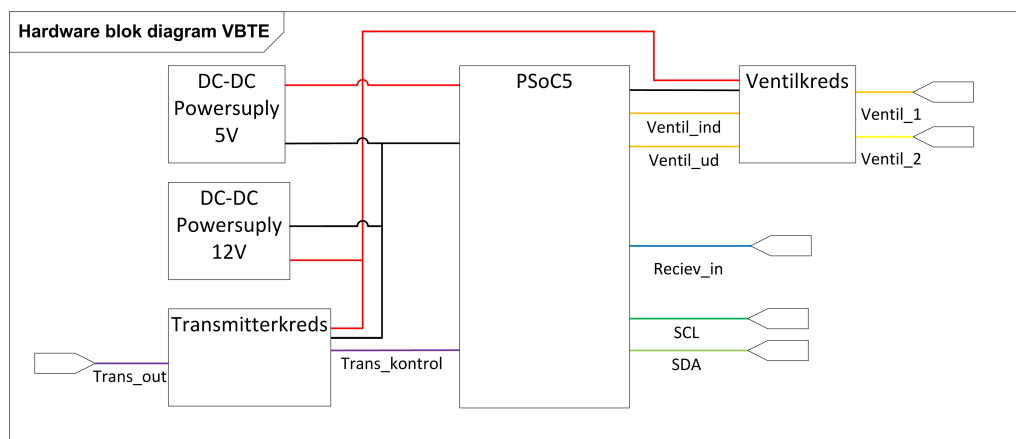 Hardware blok diagram VBTE
DC-DC
Powersuply
5V
PSoC5
Ventilkreds
Ventil_1
Ventil_ind
Ventil_ud
Ventil_2
DC-DC
Powersuply
12V
Reciev_in
Transmitterkreds
SCL
Trans_kontrol
SDA
Trans_out